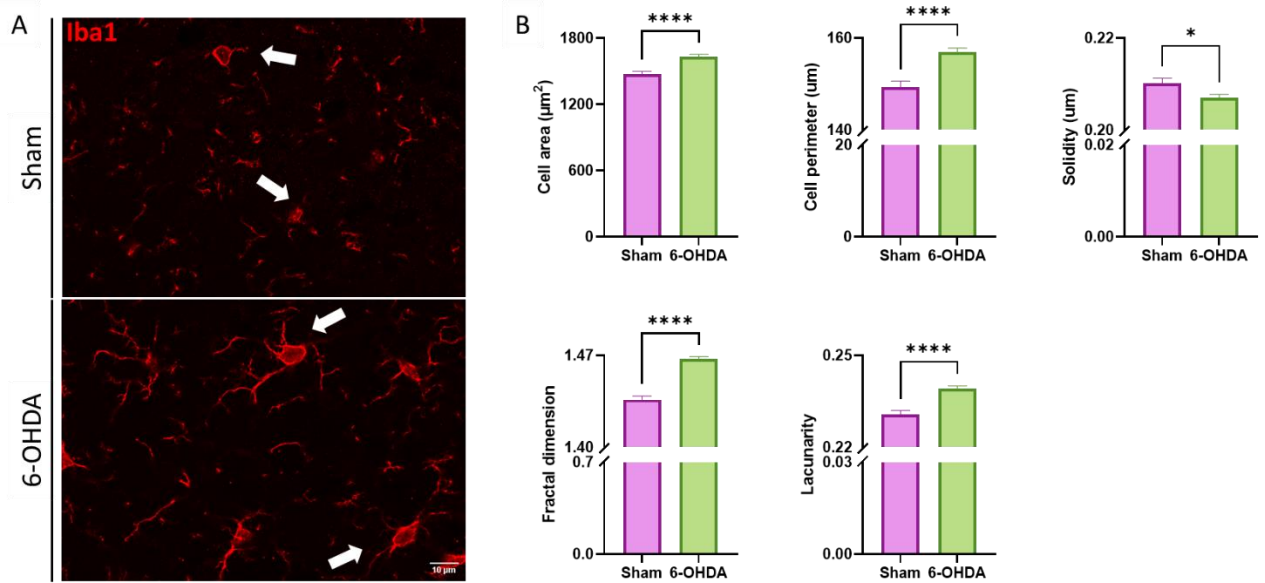 A
Iba1
Sham
6-OHDA
10 µm
B
****
1800
1200
600
0
Cell area (µm²)
Sham 6-OHDA
****
160
140
20
0
Cell perimeter (um)
Sham 6-OHDA
*
0.22
0.20
0.02
0.00
Solidity (um)
Sham 6-OHDA
****
1.47
1.40
0.7
0.0
Fractal dimension
Sham 6-OHDA
****
0.25
0.22
0.03
0.00
Lacunarity
Sham 6-OHDA